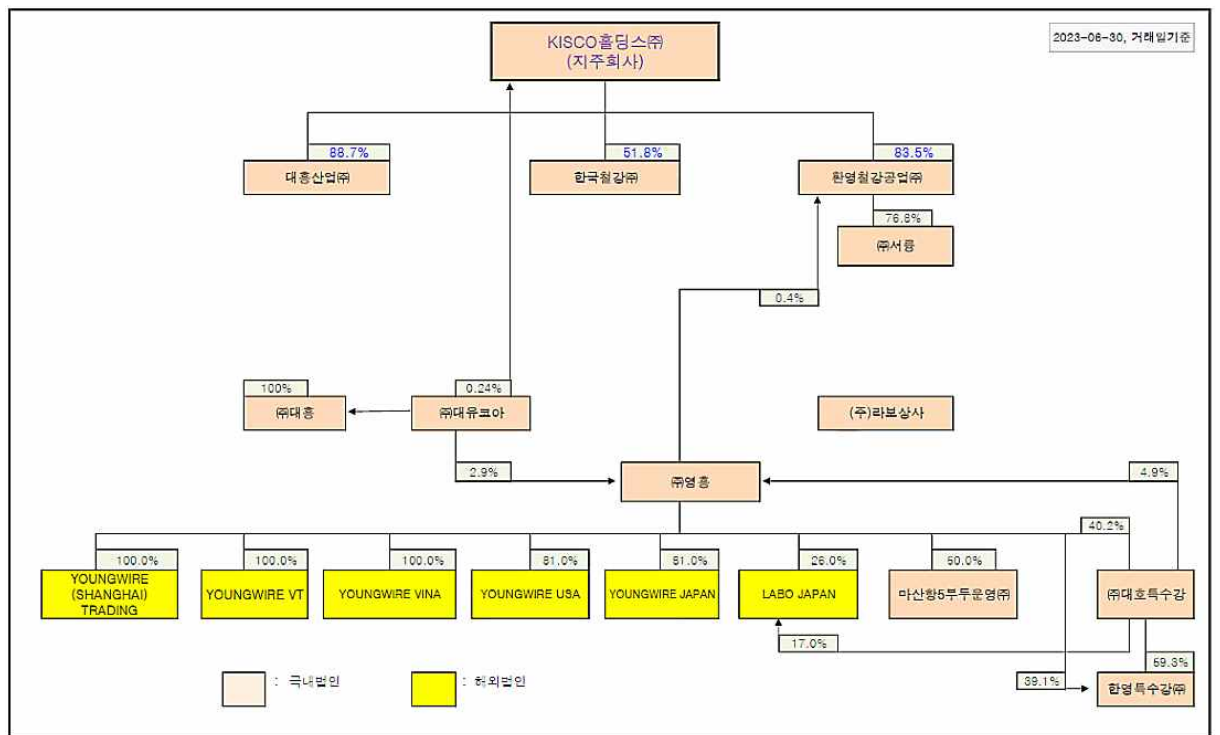 KISCO홀딩스㈜
(지주회사)
2023-06-30, 거래일기준
88.7%
51.8%
83.5%
대흥산업㈜
한국철강㈜
환영철강공업㈜
76.8%
㈜서륭
0.4%
100%
0.24%
㈜대흥
㈜대유코아
(주)라보상사
2.9%
㈜영흥
4.9%
40.2%
100.0%
100.0%
100.0%
81.0%
81.0%
26.0%
50.0%
YOUNGWIRE
(SHANGHAI)
TRADING
YOUNGWIRE VT
YOUNGWIRE VINA
YOUNGWIRE USA
YOUNGWIRE JAPAN
LABO JAPAN
마산항5부두운영㈜
㈜대호특수강
17.0%
59.3%
39.1%
한영특수강㈜
: 국내법인
: 해외법인